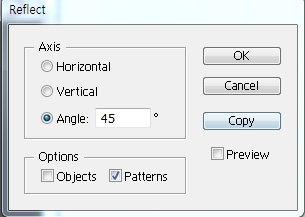 Reflect
Axis
Horizontal
Vertical
Angle: 45 °
Options
Objects Patterns
OK
Cancel
Copy
Preview